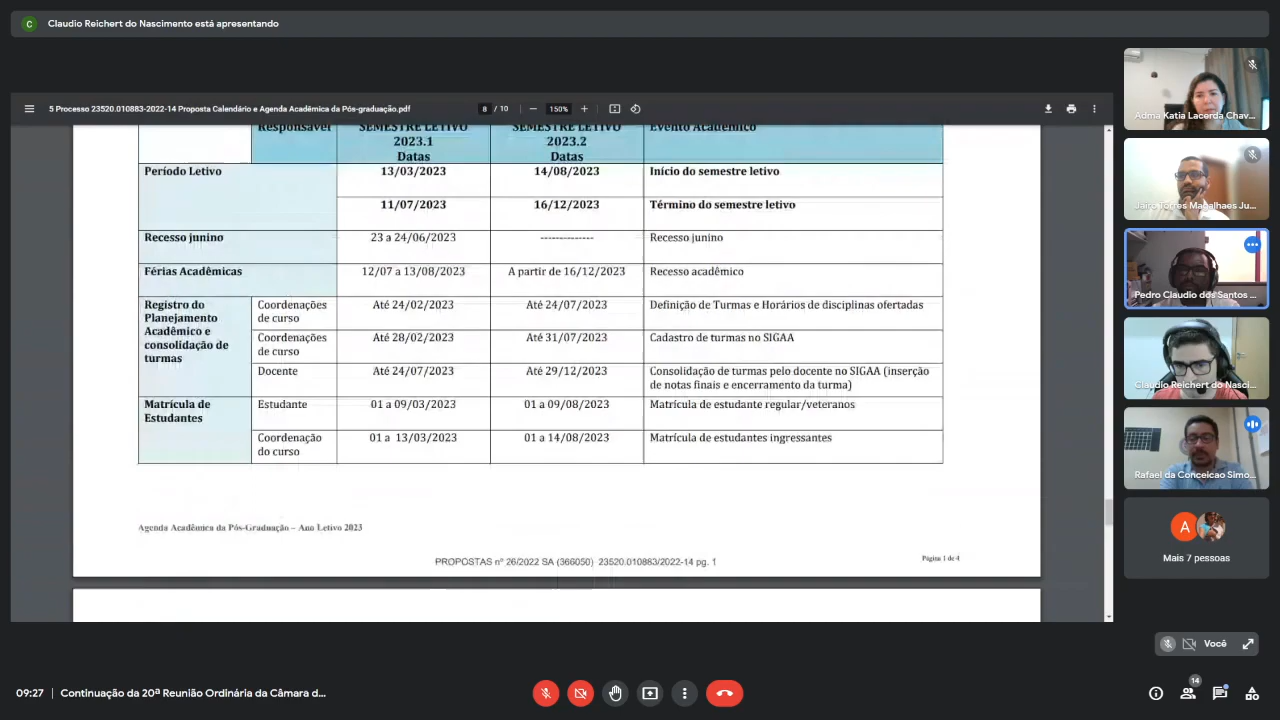 C Claudio Reichert do Nascimento está apresentando
5 Processo 23520.010883-2022-14 Proposta Calendário e Agenda Acadêmica da Pós-graduação.pdf 8 / 10 150%
Responsável SEMESTRE LETIVO 2023.1 Datas SEMESTRE LETIVO 2023.2 Datas Evento Acadêmico
Período Letivo 13/03/2023 14/08/2023 Início do semestre letivo
11/07/2023 16/12/2023 Término do semestre letivo
Recesso junino 23 a 24/06/2023 -------------- Recesso junino
Férias Acadêmicas 12/07 a 13/08/2023 A partir de 16/12/2023 Recesso acadêmico
Registro do Planejamento Acadêmico e consolidação de turmas Coordenações de curso Até 24/02/2023 Até 24/07/2023 Definição de Turmas e Horários de disciplinas ofertadas
Coordenações de curso Até 28/02/2023 Até 31/07/2023 Cadastro de turmas no SIGAA
Docente Até 24/07/2023 Até 29/12/2023 Consolidação de turmas pelo docente no SIGAA (inserção de notas finais e encerramento da turma)
Matrícula de Estudantes Estudante 01 a 09/03/2023 01 a 09/08/2023 Matrícula de estudante regular/veteranos
Coordenação do curso 01 a 13/03/2023 01 a 14/08/2023 Matrícula de estudantes ingressantes
Agenda Acadêmica da Pós-Graduação – Ano Letivo 2023
PROPOSTAS nº 26/2022 SA (366050) 23520.010883/2022-14 pg. 1
Página 1 de 4
Adma Katia Lacerda Chav...
Jairo Torres Magalhaes Ju...
Pedro Claudio dos Santos ...
Claudio Reichert do Nasci...
Rafael da Conceicao Simo...
A
Mais 7 pessoas
Você
09:27 | Continuação da 20ª Reunião Ordinária da Câmara d...
14